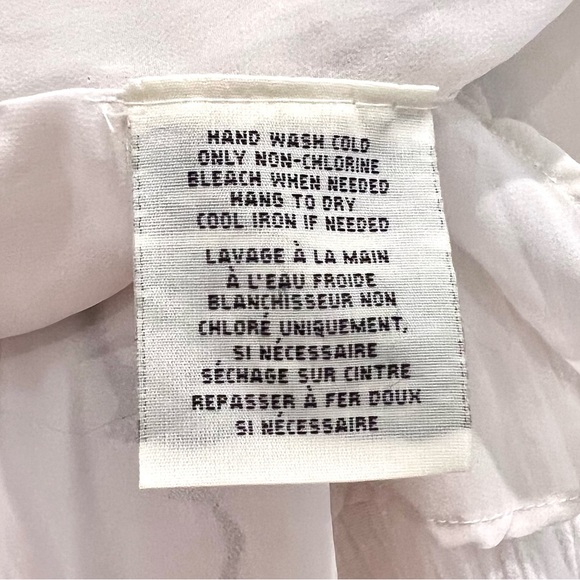 HAND WASH COLD
ONLY NON-CHLORINE
BLEACH WHEN NEEDED
HANG TO DRY
COOL IRON IF NEEDED
LAVAGE À LA MAIN
À L'EAU FROIDE
BLANCHISSEUR NON
CHLORÉ UNIQUEMENT,
SI NÉCESSAIRE
SÉCHAGE SUR CINTRE
REPASSER À FER DOUX
SI NÉCESSAIRE